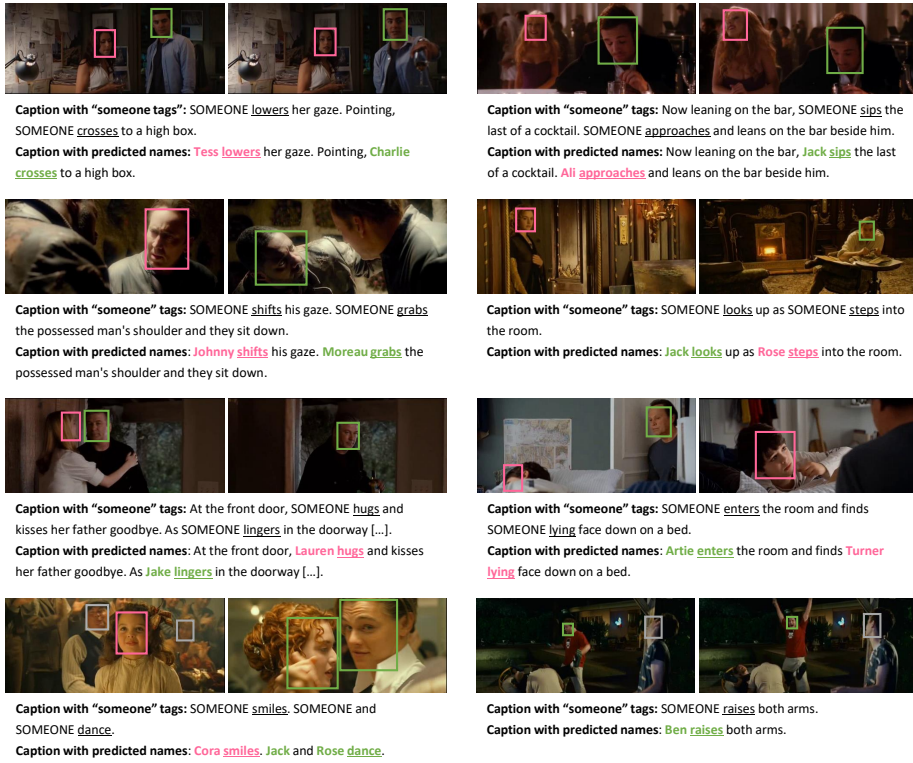 Caption with “someone tags”: SOMEONE lowers her gaze. Pointing,
SOMEONE crosses to a high box.
Caption with predicted names: Tess lowers her gaze. Pointing, Charlie
crosses to a high box.
Caption with “someone” tags: Now leaning on the bar, SOMEONE sips the
last of a cocktail. SOMEONE approaches and leans on the bar beside him.
Caption with predicted names: Now leaning on the bar, Jack sips the last
of a cocktail. Ali approaches and leans on the bar beside him.
Caption with “someone” tags: SOMEONE shifts his gaze. SOMEONE grabs
the possessed man's shoulder and they sit down.
Caption with predicted names: Johnny shifts his gaze. Moreau grabs the
possessed man's shoulder and they sit down.
Caption with “someone” tags: SOMEONE looks up as SOMEONE steps into
the room.
Caption with predicted names: Jack looks up as Rose steps into the room.
Caption with “someone” tags: At the front door, SOMEONE hugs and
kisses her father goodbye. As SOMEONE lingers in the doorway […].
Caption with predicted names: At the front door, Lauren hugs and kisses
her father goodbye. As Jake lingers in the doorway […].
Caption with “someone” tags: SOMEONE enters the room and finds
SOMEONE lying face down on a bed.
Caption with predicted names: Artie enters the room and finds Turner
lying face down on a bed.
Caption with “someone” tags: SOMEONE smiles. SOMEONE and
SOMEONE dance.
Caption with predicted names: Cora smiles. Jack and Rose dance.
Caption with “someone” tags: SOMEONE raises both arms.
Caption with predicted names: Ben raises both arms.